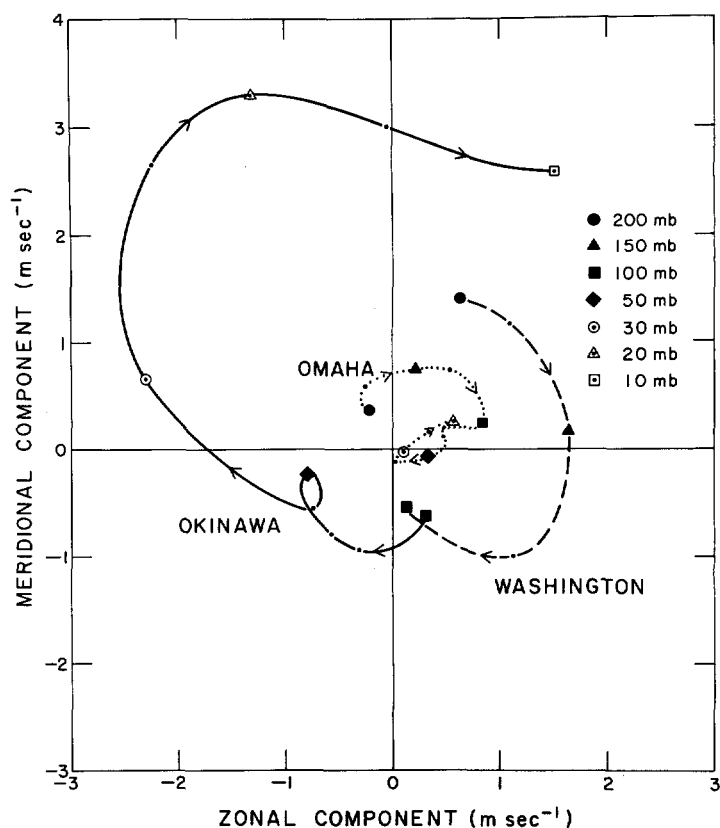 4
3
2
1
0
−1
−2
−3
−3
−2
−1
0
1
2
3
MERIDIONAL COMPONENT (m sec⁻¹)
ZONAL COMPONENT (m sec⁻¹)
200 mb
150 mb
100 mb
50 mb
30 mb
20 mb
10 mb
OMAHA
OKINAWA
WASHINGTON